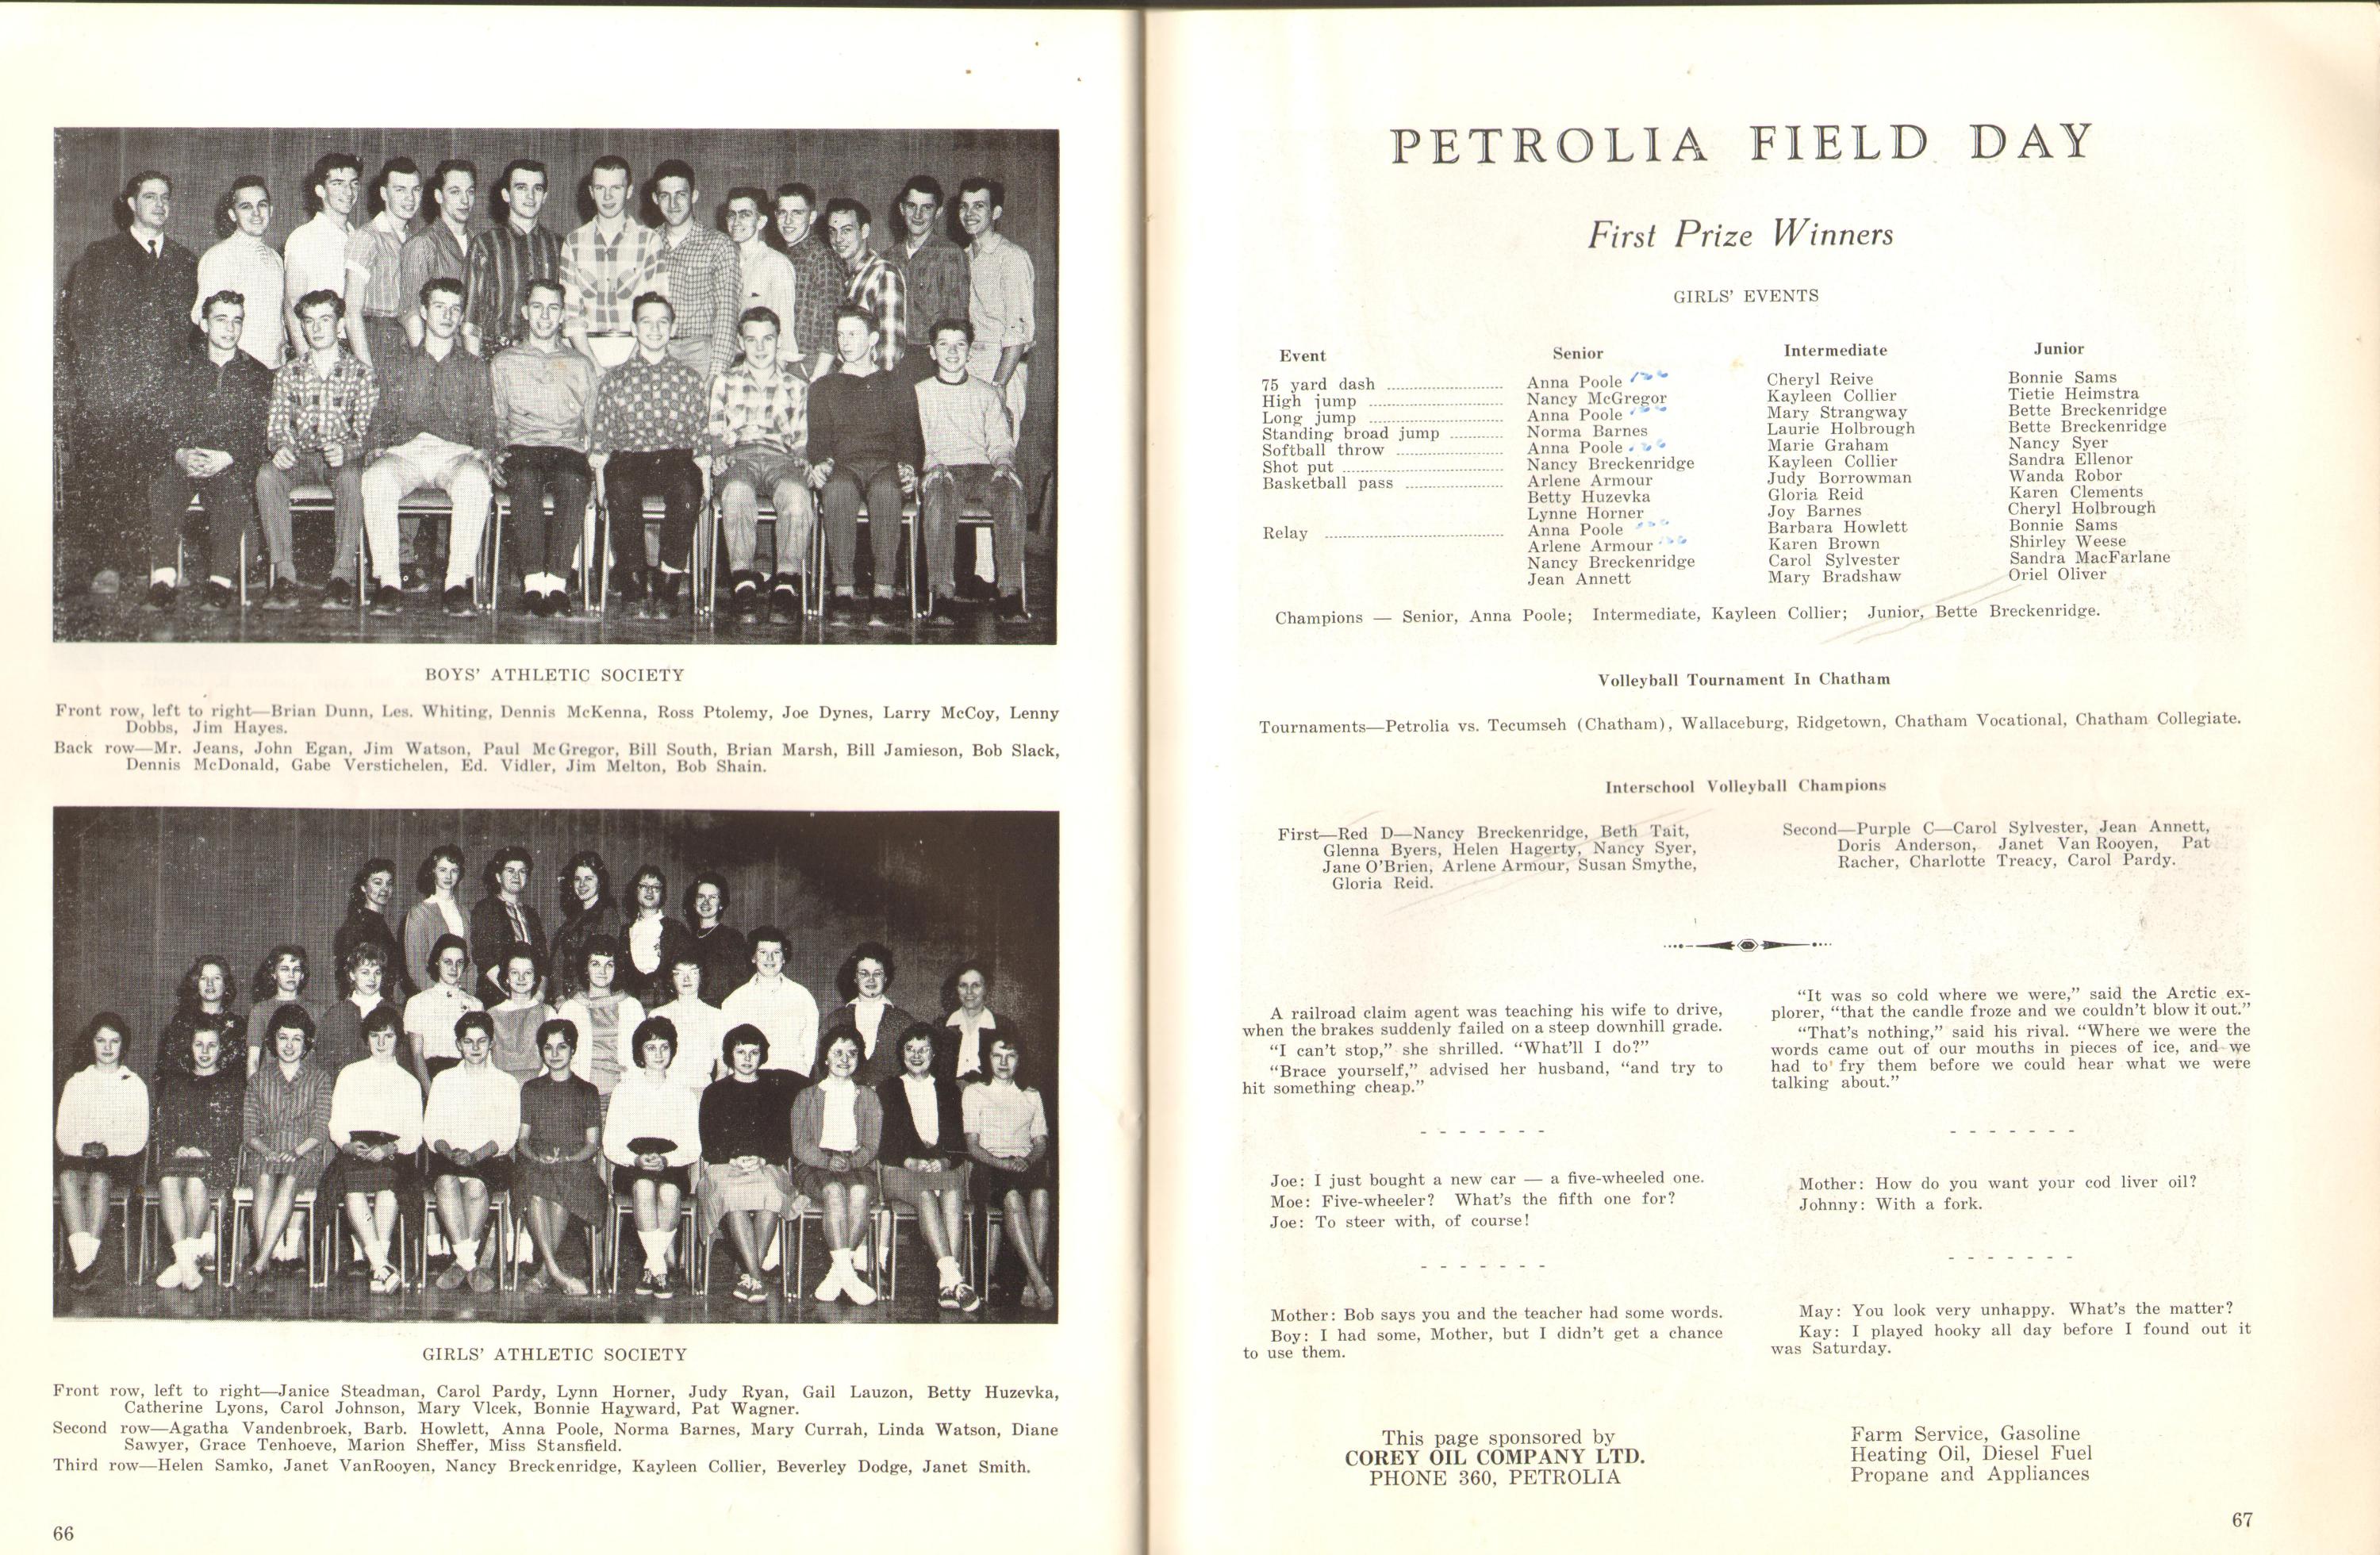 BOYS' ATHLETIC SOCIETY
Front row, left to right—Brian Dunn, Les. Whiting, Dennis McKenna, Ross Ptolemy, Joe Dynes, Larry McCoy, Lenny
Dobbs, Jim Hayes.
Back row—Mr. Jeans, John Egan, Jim Watson, Paul McGregor, Bill South, Brian Marsh, Bill Jamieson, Bob Slack,
Dennis McDonald, Gabe Verstichelen, Ed. Vidler, Jim Melton, Bob Shain.
GIRLS' ATHLETIC SOCIETY
Front row, left to right—Janice Steadman, Carol Pardy, Lynn Horner, Judy Ryan, Gail Lauzon, Betty Huzevka,
Catherine Lyons, Carol Johnson, Mary Vlcek, Bonnie Hayward, Pat Wagner.
Second row—Agatha Vandenbroek, Barb. Howlett, Anna Poole, Norma Barnes, Mary Currah, Linda Watson, Diane
Sawyer, Grace Tenhoeve, Marion Sheffer, Miss Stansfield.
Third row—Helen Samko, Janet VanRooyen, Nancy Breckenridge, Kayleen Collier, Beverley Dodge, Janet Smith.
66
PETROLIA FIELD DAY
First Prize Winners
GIRLS' EVENTS
Event Senior Intermediate Junior
75 yard dash Anna Poole Cheryl Reive Bonnie Sams
High jump Nancy McGregor Kayleen Collier Tietie Heimstra
Long jump Anna Poole Mary Strangway Bette Breckenridge
Standing broad jump Norma Barnes Laurie Holbrough Bette Breckenridge
Softball throw Anna Poole Marie Graham Nancy Syer
Shot put Nancy Breckenridge Kayleen Collier Sandra Ellenor
Basketball pass Arlene Armour Judy Borrowman Wanda Robor
Betty Huzevka Gloria Reid Karen Clements
Lynne Horner Joy Barnes Cheryl Holbrough
Relay Anna Poole Barbara Howlett Bonnie Sams
Arlene Armour Karen Brown Shirley Weese
Nancy Breckenridge Carol Sylvester Sandra MacFarlane
Jean Annett Mary Bradshaw Oriel Oliver
Champions — Senior, Anna Poole; Intermediate, Kayleen Collier; Junior, Bette Breckenridge.
Volleyball Tournament In Chatham
Tournaments—Petrolia vs. Tecumseh (Chatham), Wallaceburg, Ridgetown, Chatham Vocational, Chatham Collegiate.
Interschool Volleyball Champions
First—Red D—Nancy Breckenridge, Beth Tait,
Glenna Byers, Helen Hagerty, Nancy Syer,
Jane O'Brien, Arlene Armour, Susan Smythe,
Gloria Reid.
Second—Purple C—Carol Sylvester, Jean Annett,
Doris Anderson, Janet Van Rooyen, Pat
Racher, Charlotte Treacy, Carol Pardy.
A railroad claim agent was teaching his wife to drive,
when the brakes suddenly failed on a steep downhill grade.
"I can't stop," she shrilled. "What'll I do?"
"Brace yourself," advised her husband, "and try to
hit something cheap."
- - - - - - -
Joe: I just bought a new car — a five-wheeled one.
Moe: Five-wheeler? What's the fifth one for?
Joe: To steer with, of course!
- - - - - - -
Mother: Bob says you and the teacher had some words.
Boy: I had some, Mother, but I didn't get a chance
to use them.
"It was so cold where we were," said the Arctic ex-
plorer, "that the candle froze and we couldn't blow it out."
"That's nothing," said his rival. "Where we were the
words came out of our mouths in pieces of ice, and we
had to fry them before we could hear what we were
talking about."
- - - - - - -
Mother: How do you want your cod liver oil?
Johnny: With a fork.
- - - - - - -
May: You look very unhappy. What's the matter?
Kay: I played hooky all day before I found out it
was Saturday.
This page sponsored by
COREY OIL COMPANY LTD.
PHONE 360, PETROLIA
Farm Service, Gasoline
Heating Oil, Diesel Fuel
Propane and Appliances
67